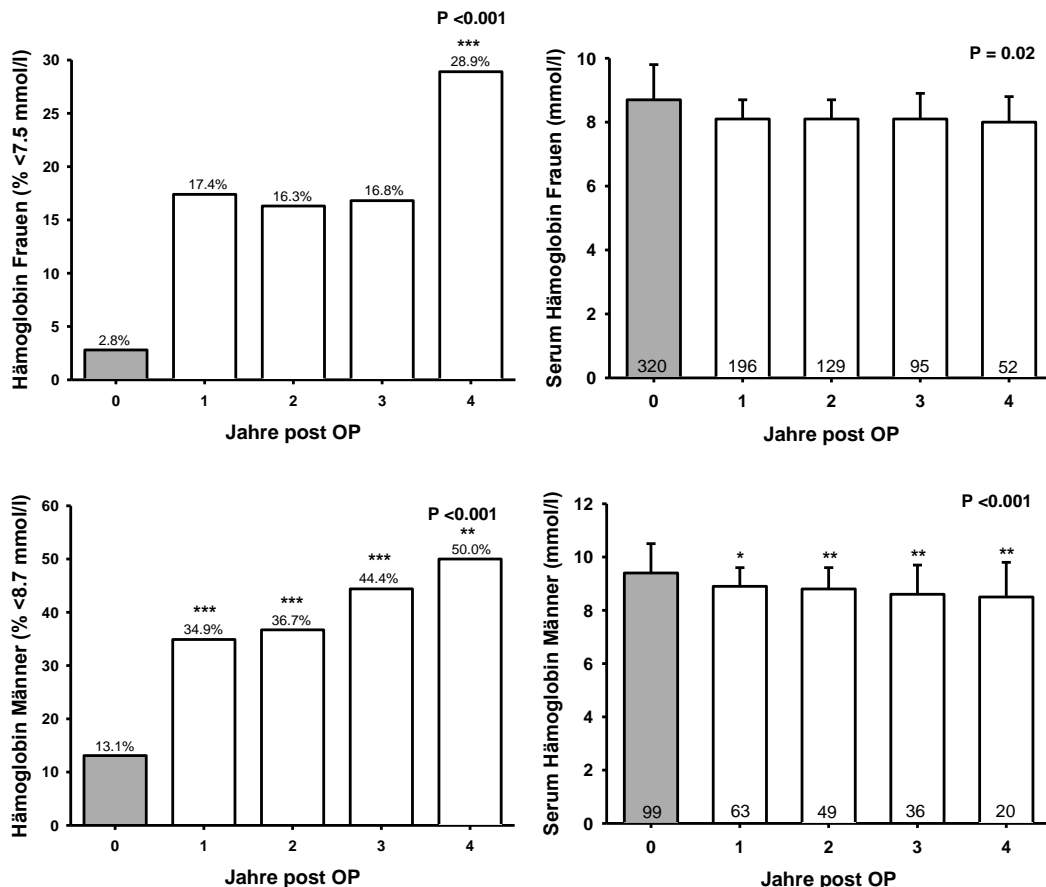 P <0.001
Hämoglobin Frauen (% <7.5 mmol/l)
30
25
20
15
10
5
0
2.8%
17.4%
16.3%
16.8%
***
28.9%
0 1 2 3 4
Jahre post OP
P = 0.02
Serum Hämoglobin Frauen (mmol/l)
10
8
6
4
2
0
320 196 129 95 52
0 1 2 3 4
Jahre post OP
P <0.001
Hämoglobin Männer (% <8.7 mmol/l)
60
50
40
30
20
10
0
13.1%
***
34.9%
***
36.7%
***
44.4%
**
50.0%
0 1 2 3 4
Jahre post OP
P <0.001
Serum Hämoglobin Männer (mmol/l)
12
10
8
6
4
2
0
* ** ** **
99 63 49 36 20
0 1 2 3 4
Jahre post OP